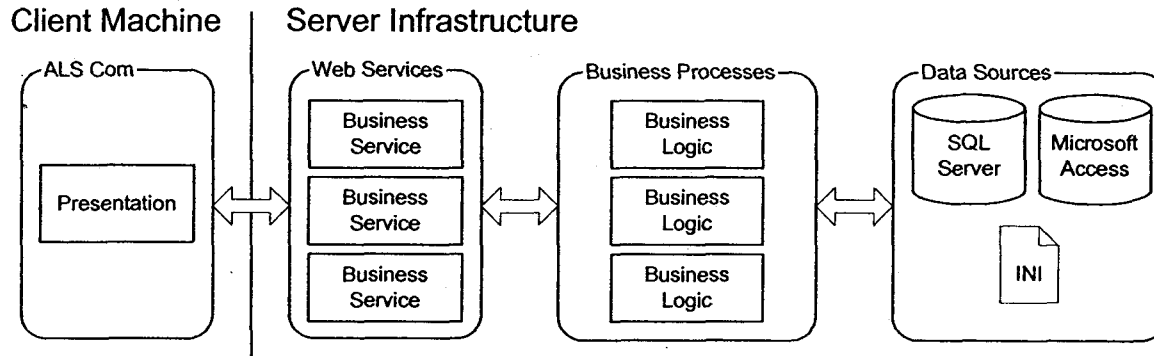 Client Machine
Server Infrastructure
ALS Com
Presentation
Web Services
Business
Service
Business
Service
Business
Service
Business Processes
Business
Logic
Business
Logic
Business
Logic
Data Sources
SQL
Server
Microsoft
Access
INI